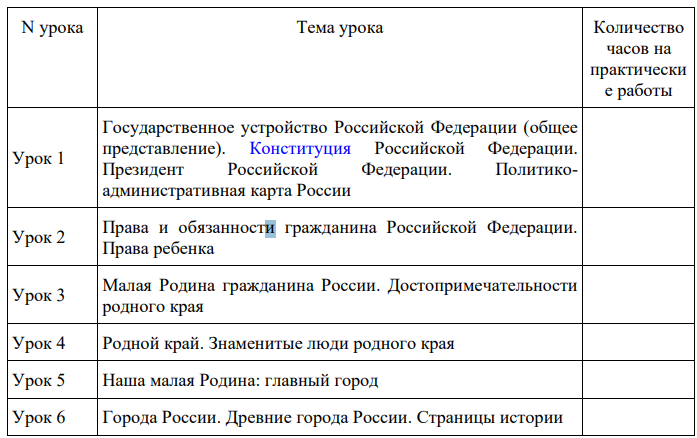 N урока
Тема урока
Количество
часов на
практически
е работы
Урок 1
Государственное устройство Российской Федерации (общее
представление). Конституция Российской Федерации.
Президент Российской Федерации. Политико-
административная карта России
Урок 2
Права и обязанности гражданина Российской Федерации.
Права ребенка
Урок 3
Малая Родина гражданина России. Достопримечательности
родного края
Урок 4
Родной край. Знаменитые люди родного края
Урок 5
Наша малая Родина: главный город
Урок 6
Города России. Древние города России. Страницы истории